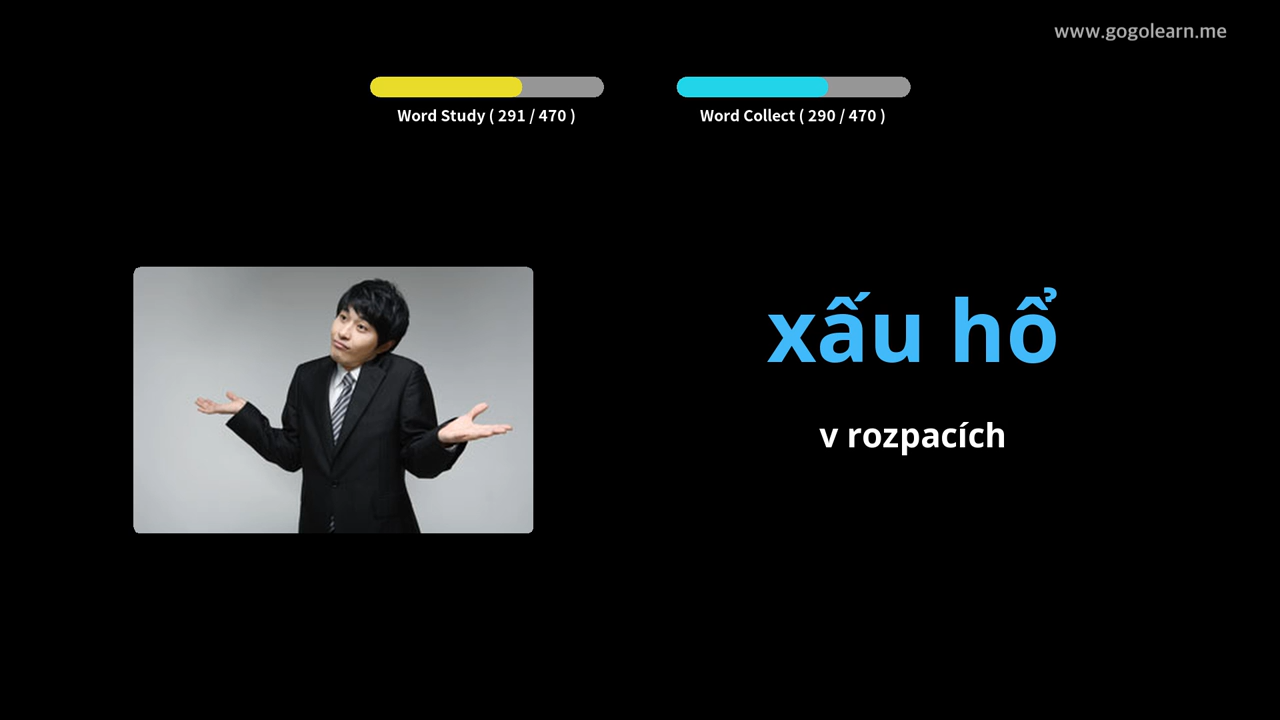 www.gogolearn.me
Word Study ( 291 / 470 )
Word Collect ( 290 / 470 )
xấu hổ
v rozpacích